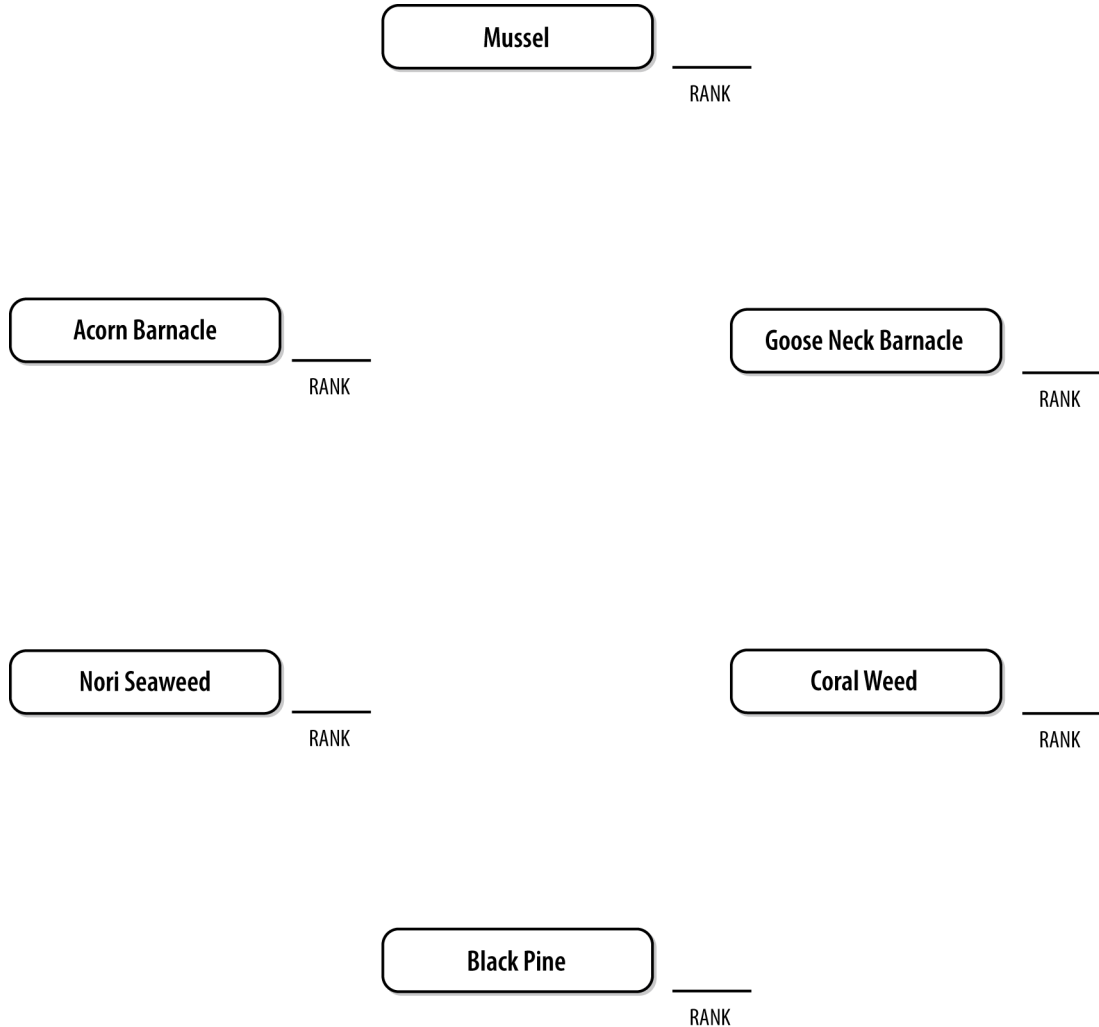 Mussel
RANK
Acorn Barnacle
RANK
Goose Neck Barnacle
RANK
Nori Seaweed
RANK
Coral Weed
RANK
Black Pine
RANK